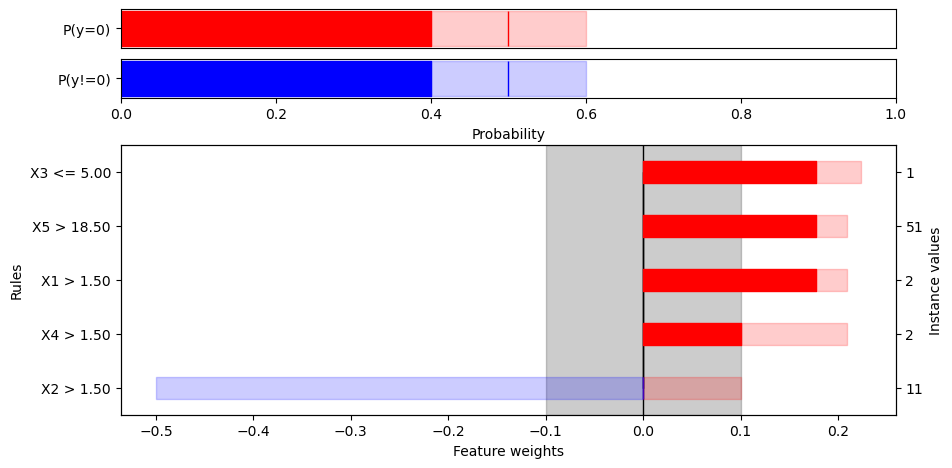 P(y=0)
P(y!=0)
0.0 0.2 0.4 0.6 0.8 1.0
Probability
X3 <= 5.00 1
X5 > 18.50 51
X1 > 1.50 2
X4 > 1.50 2
X2 > 1.50 11
Rules
Instance values
−0.5 −0.4 −0.3 −0.2 −0.1 0.0 0.1 0.2
Feature weights